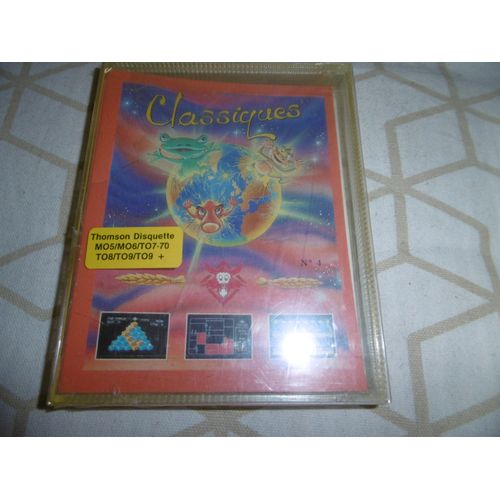 Classiques
Thomson Disquette
MO5/MO6/TO7-70
TO8/TO9/TO9 +
N° 4